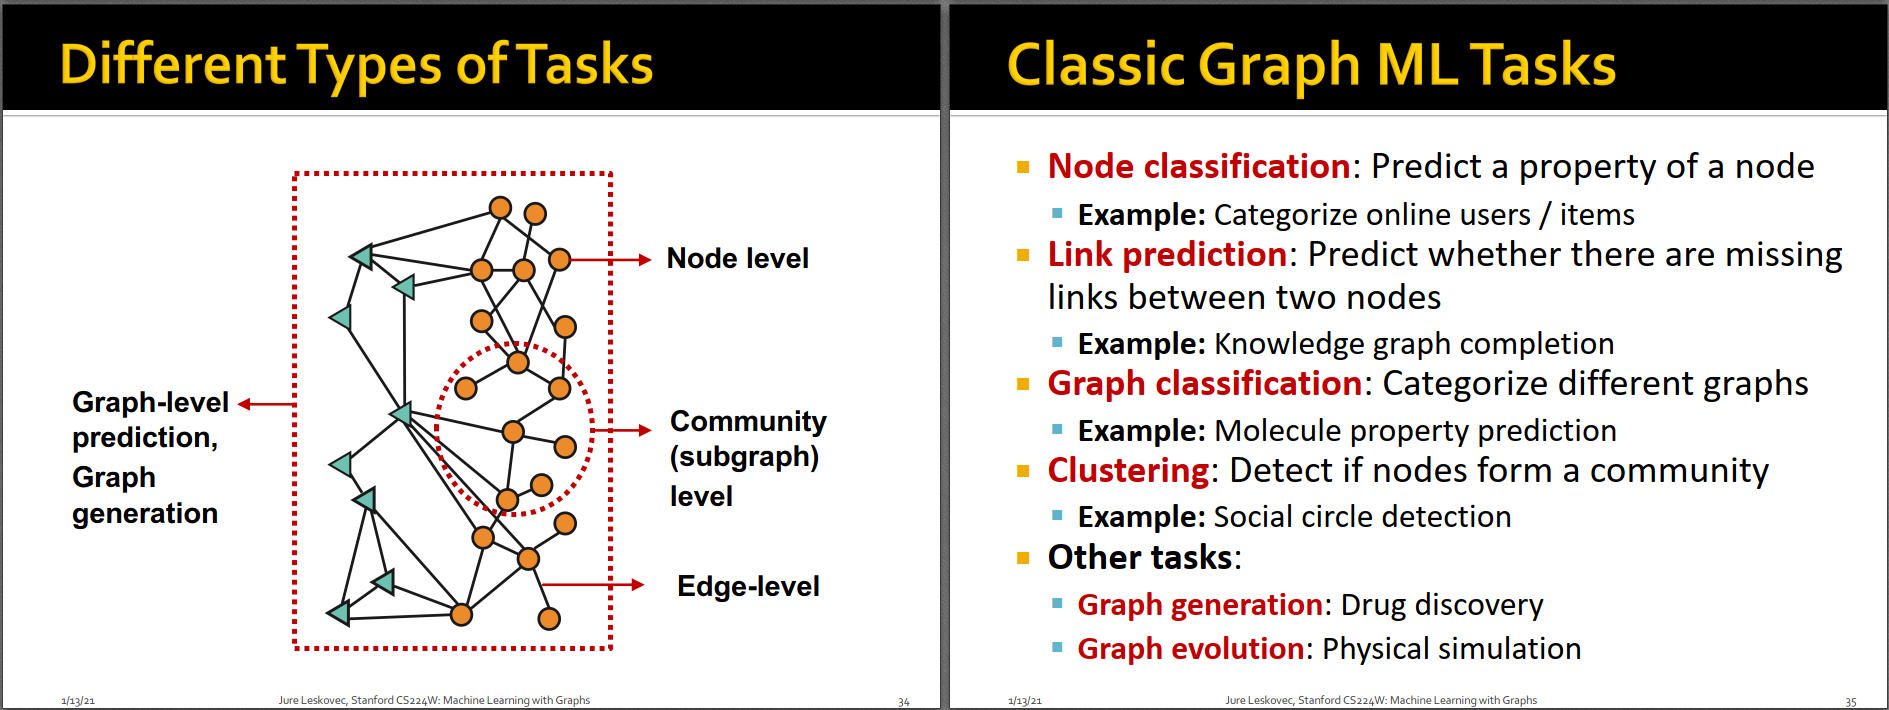 Different Types of Tasks
Node level
Graph-level
prediction,
Graph
generation
Community
(subgraph)
level
Edge-level
1/13/21
Jure Leskovec, Stanford CS224W: Machine Learning with Graphs
34
Classic Graph ML Tasks
Node classification: Predict a property of a node
Example: Categorize online users / items
Link prediction: Predict whether there are missing
links between two nodes
Example: Knowledge graph completion
Graph classification: Categorize different graphs
Example: Molecule property prediction
Clustering: Detect if nodes form a community
Example: Social circle detection
Other tasks:
Graph generation: Drug discovery
Graph evolution: Physical simulation
1/13/21
Jure Leskovec, Stanford CS224W: Machine Learning with Graphs
35